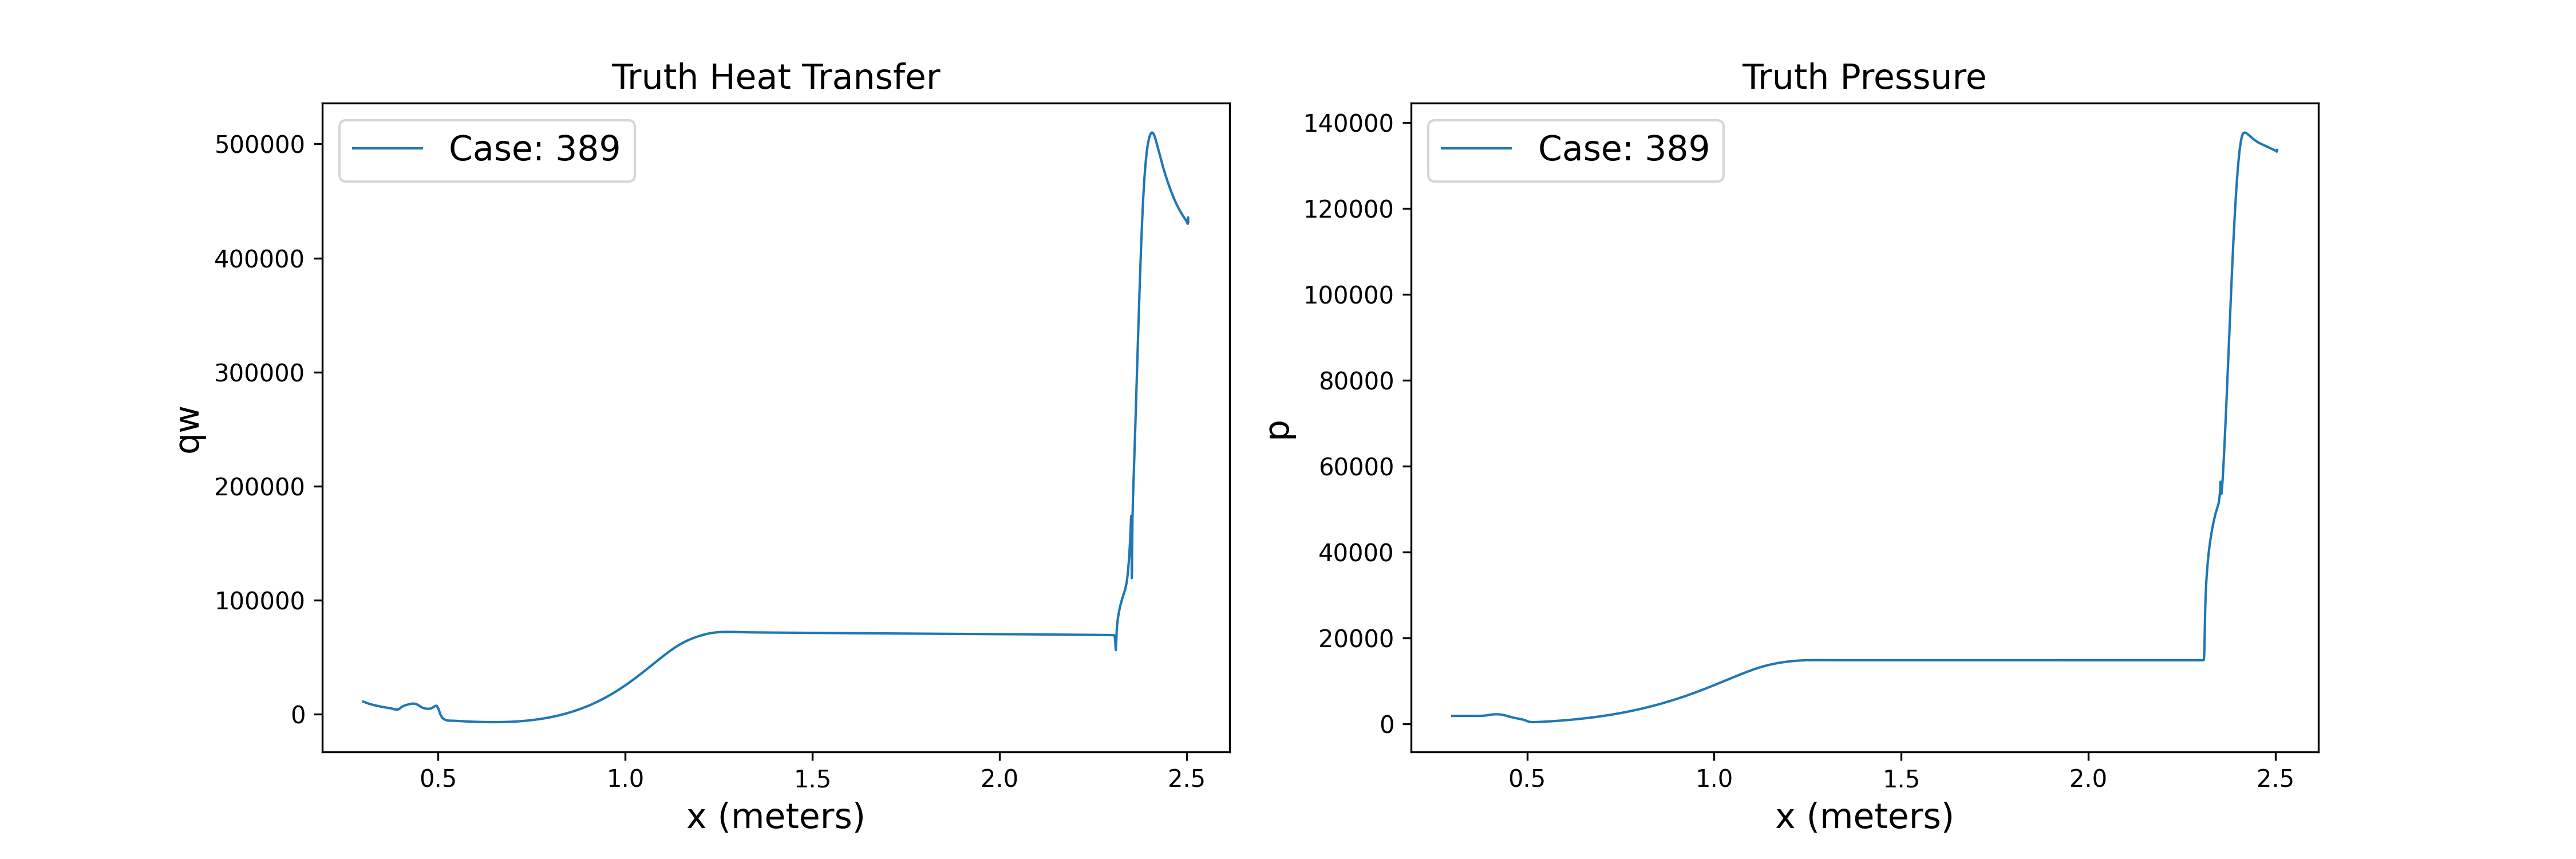 Truth Heat Transfer
Case: 389
500000
400000
300000
200000
100000
0
qw
0.5 1.0 1.5 2.0 2.5
x (meters)
Truth Pressure
Case: 389
140000
120000
100000
80000
60000
40000
20000
0
p
0.5 1.0 1.5 2.0 2.5
x (meters)